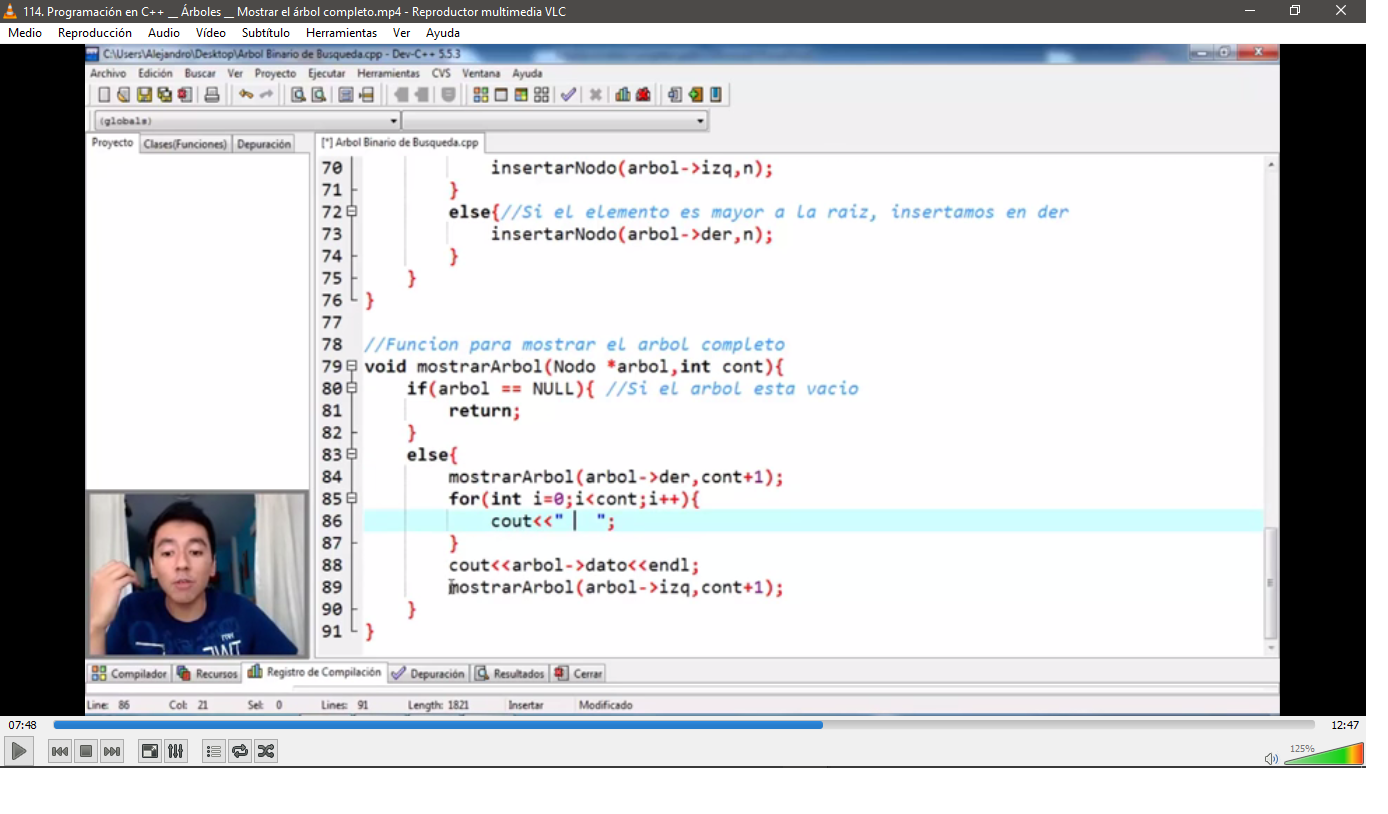 114. Programación en C++ __ Árboles __ Mostrar el árbol completo.mp4 - Reproductor multimedia VLC
Medio Reproducción Audio Vídeo Subtítulo Herramientas Ver Ayuda
C:\Users\Alejandro\Desktop\Arbol Binario de Busqueda.cpp - Dev-C++ 5.5.3
Archivo Edición Buscar Ver Proyecto Ejecutar Herramientas CVS Ventana Ayuda
(globals)
Proyecto Clases(Funciones) Depuración [*] Arbol Binario de Busqueda.cpp
70 insertarNodo(arbol->izq,n);
71 }
72 else{//Si el elemento es mayor a la raiz, insertamos en der
73 insertarNodo(arbol->der,n);
74 }
75 }
76 }
77
78 //Funcion para mostrar el arbol completo
79 void mostrarArbol(Nodo *arbol,int cont){
80 if(arbol == NULL){ //Si el arbol esta vacio
81 return;
82 }
83 else{
84 mostrarArbol(arbol->der,cont+1);
85 for(int i=0;i<cont;i++){
86 cout<<"   ";
87 }
88 cout<<arbol->dato<<endl;
89 mostrarArbol(arbol->izq,cont+1);
90 }
91 }
Compilador Recursos Registro de Compilación Depuración Resultados Cerrar
Line: 86 Col: 21 Sel: 0 Lines: 91 Length: 1821 Insertar Modificado
07:48 12:47
125%